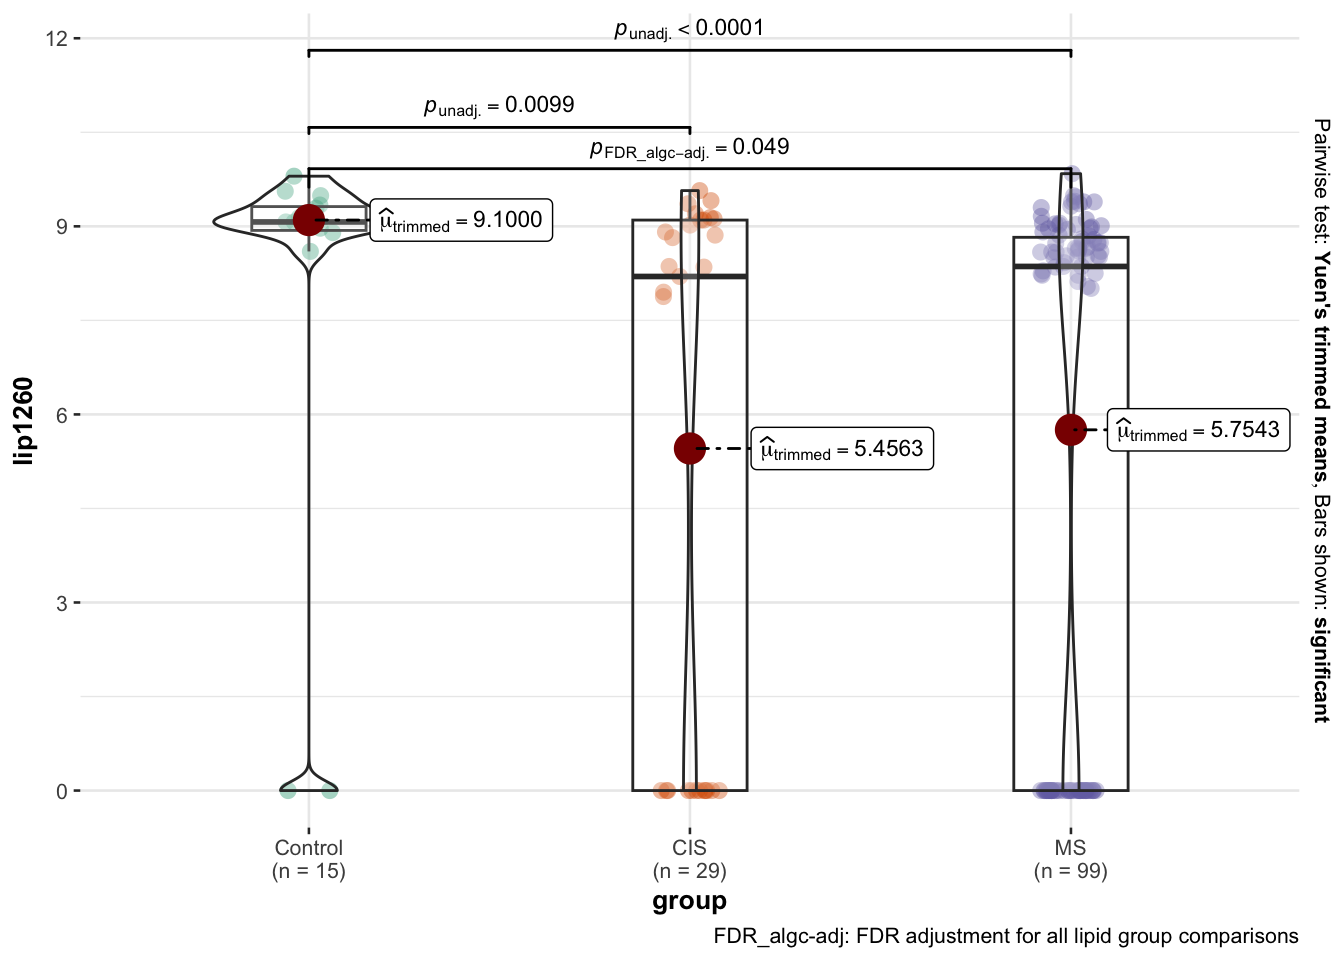 p unadj. < 0.0001
p unadj. = 0.0099
p FDR_algc−adj. = 0.049
12
9
6
3
0
lip1260
μ̂ trimmed = 9.1000
μ̂ trimmed = 5.4563
μ̂ trimmed = 5.7543
Pairwise test: Yuen's trimmed means, Bars shown: significant
Control
(n = 15)
CIS
(n = 29)
MS
(n = 99)
group
FDR_algc-adj: FDR adjustment for all lipid group comparisons